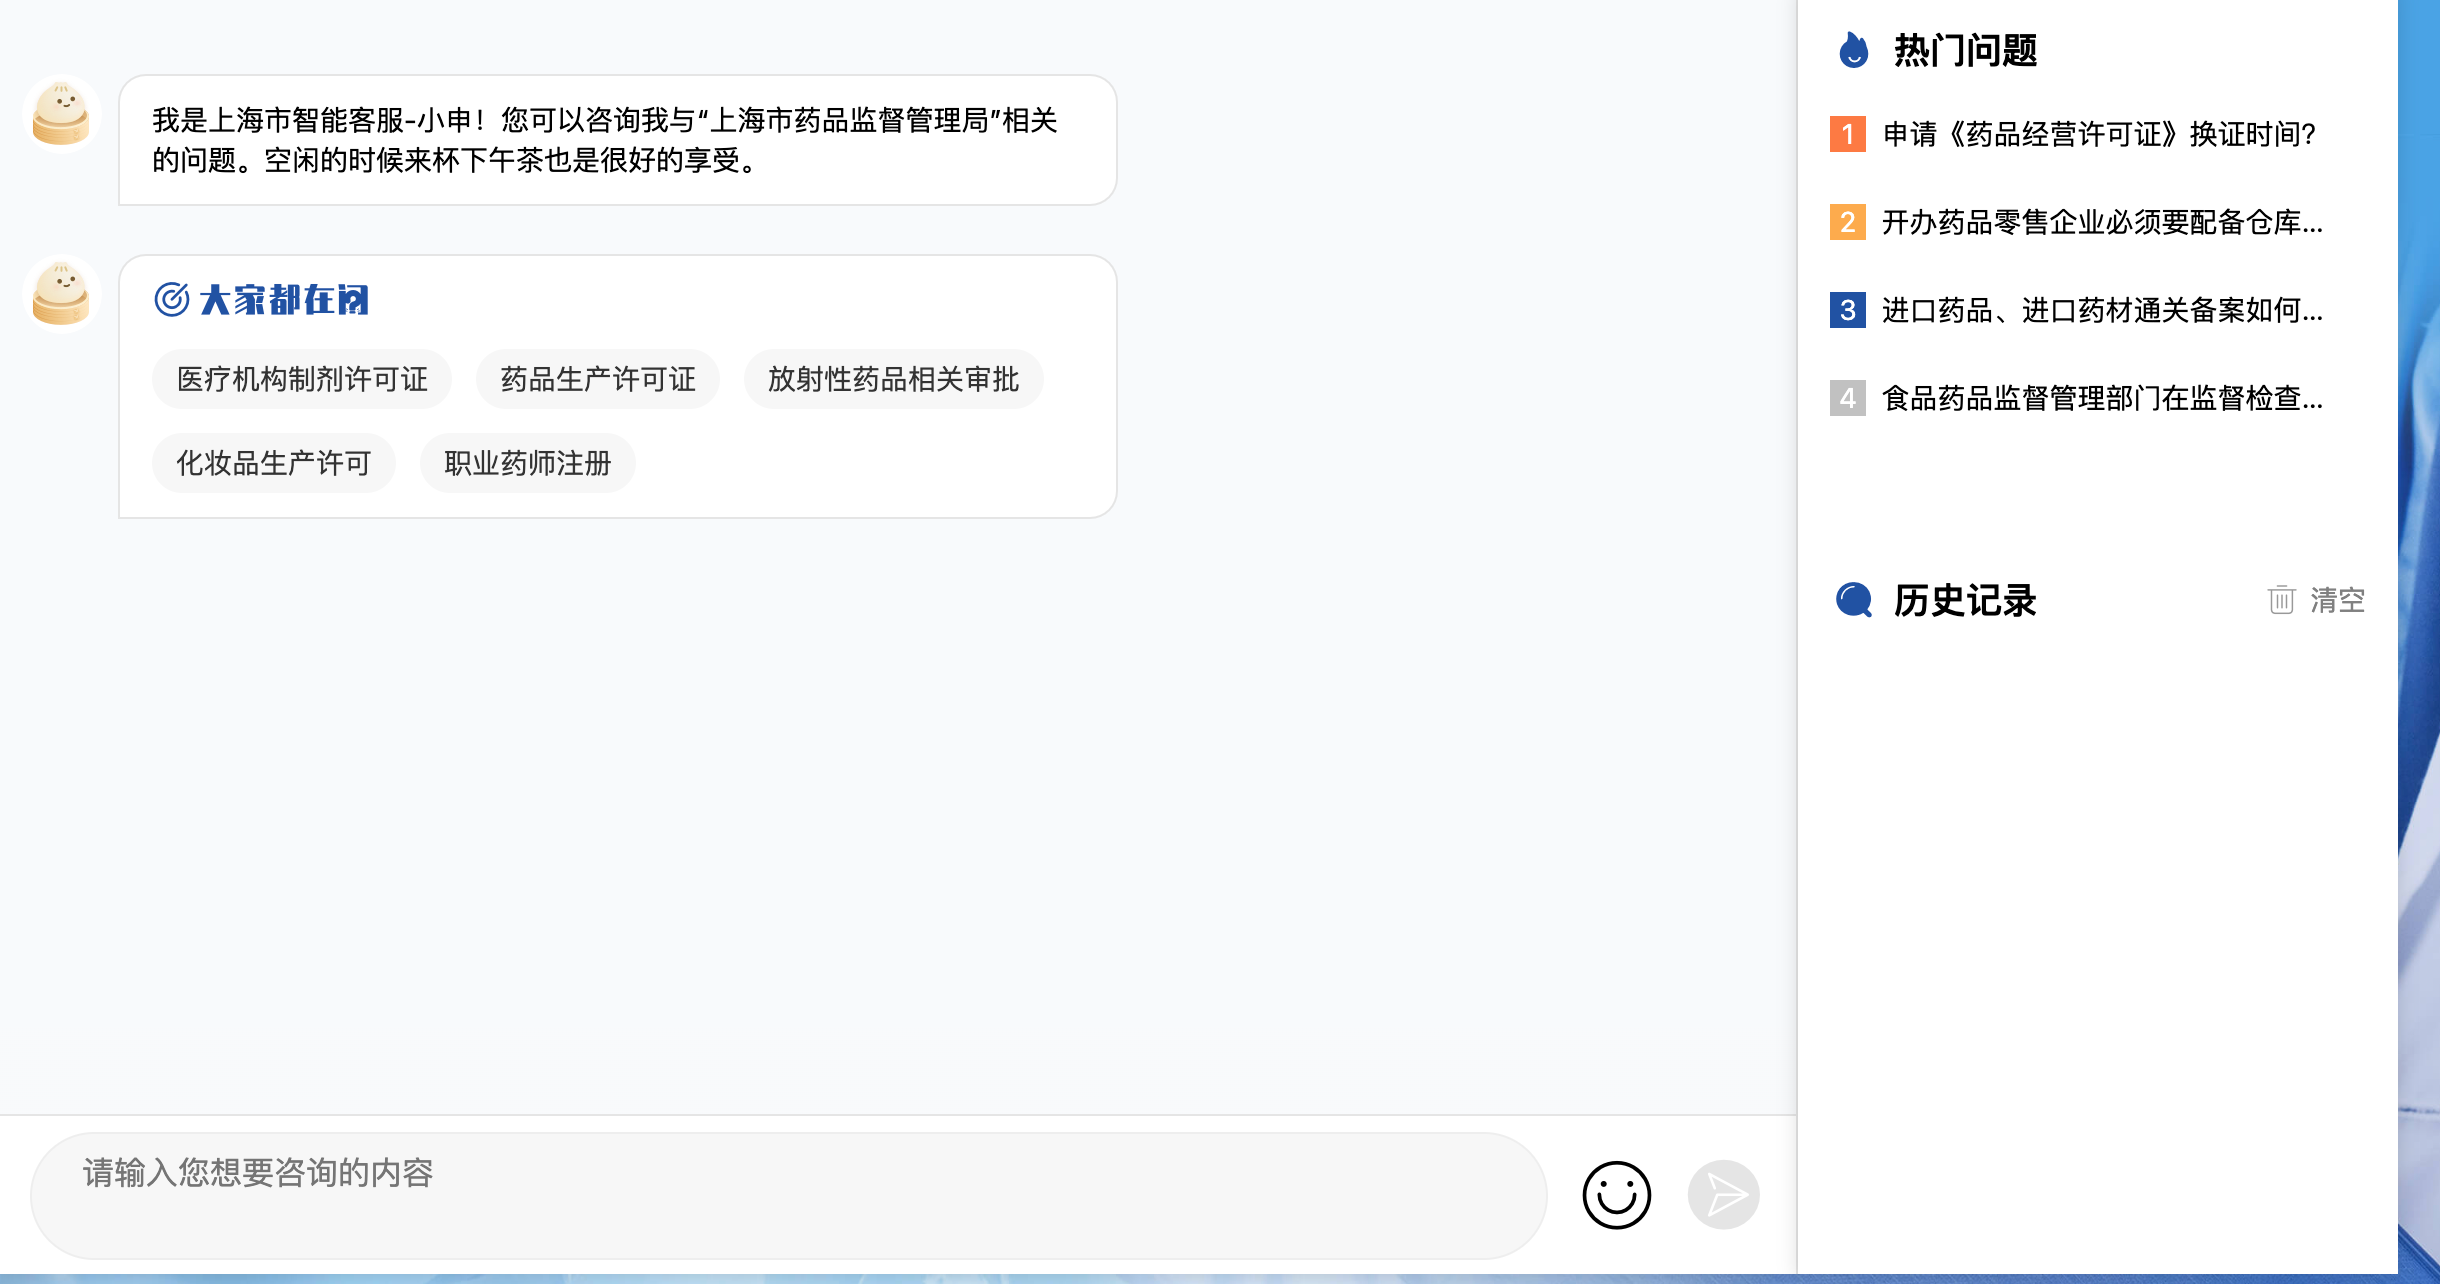 我是上海市智能客服-小申！您可以咨询我与“上海市药品监督管理局”相关
的问题。空闲的时候来杯下午茶也是很好的享受。
大家都在问
医疗机构制剂许可证 药品生产许可证 放射性药品相关审批
化妆品生产许可 职业药师注册
请输入您想要咨询的内容
热门问题
1 申请《药品经营许可证》换证时间?
2 开办药品零售企业必须要配备仓库...
3 进口药品、进口药材通关备案如何...
4 食品药品监督管理部门在监督检查...
历史记录 清空